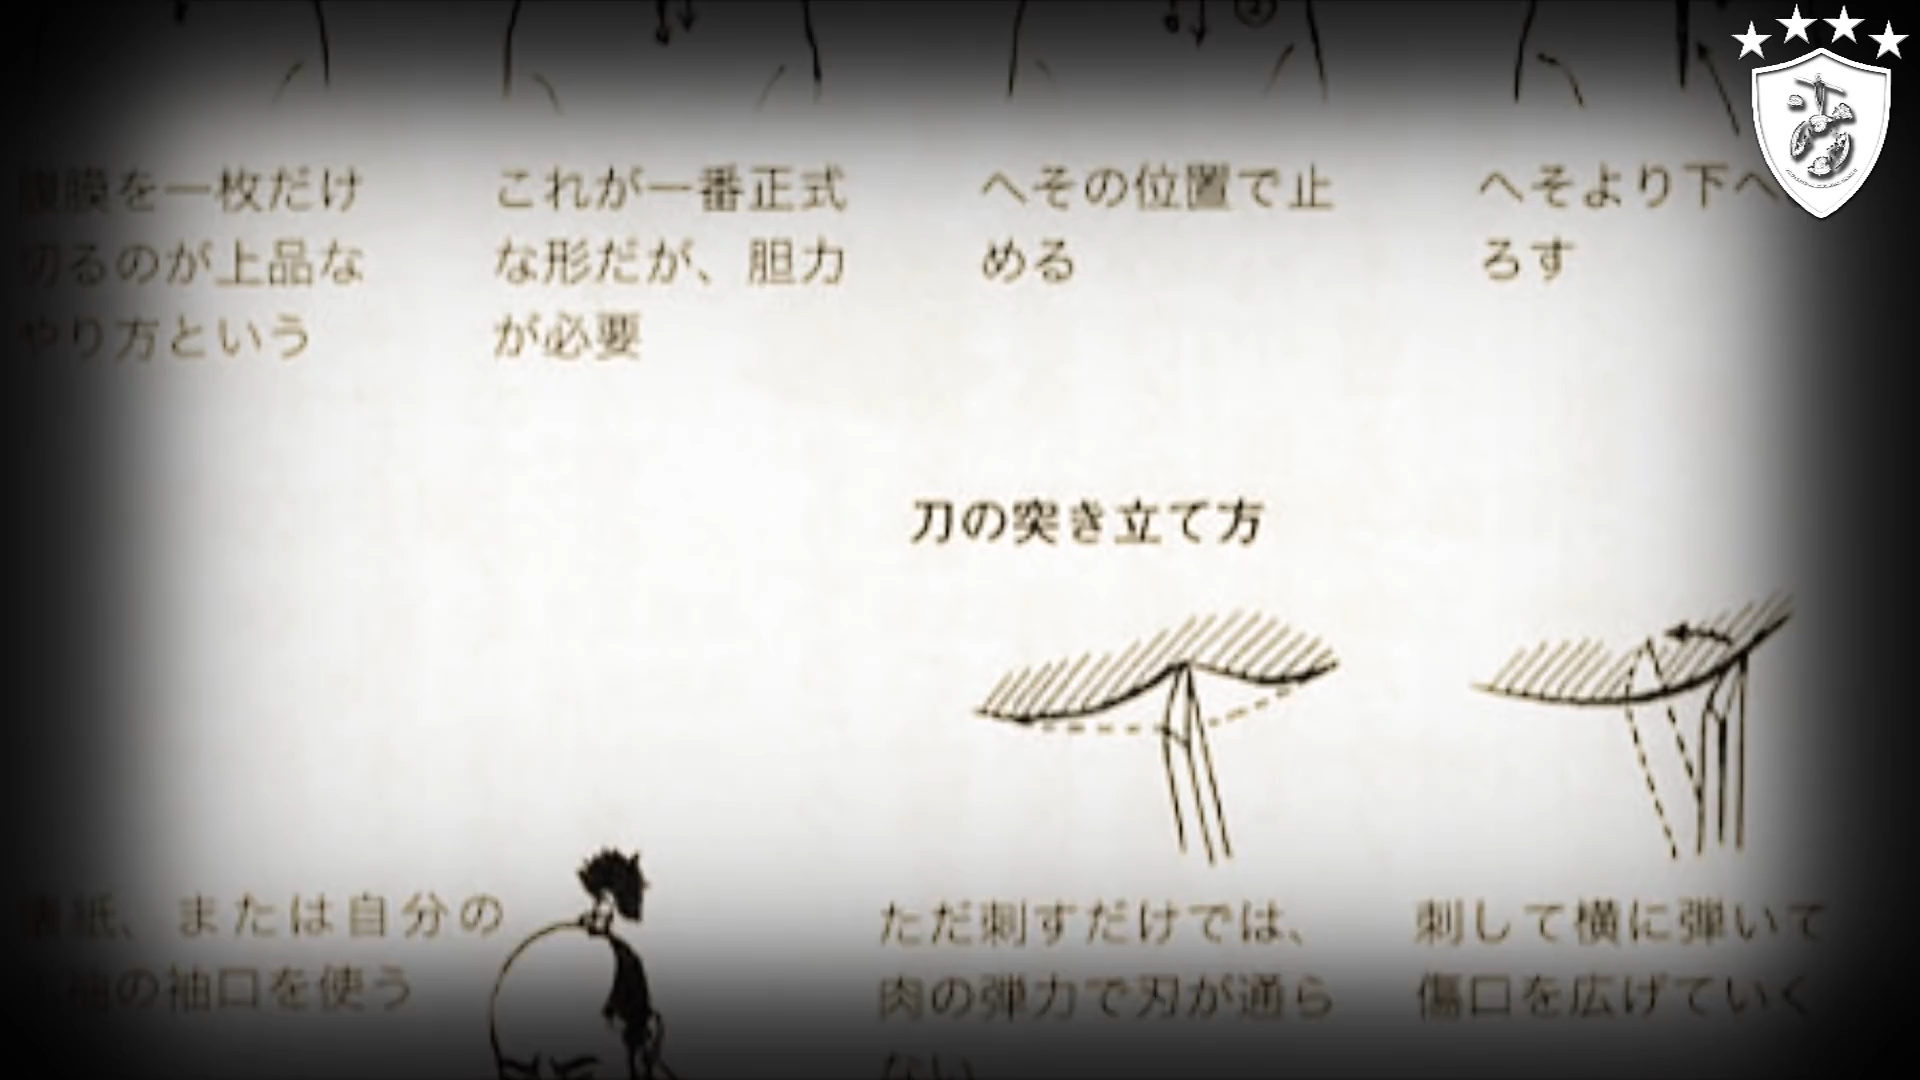 腹膜を一枚だけ
切るのが上品な
やり方という
これが一番正式
な形だが、胆力
が必要
へその位置で止
める
へそより下へ
ろす
刀の突き立て方
紙、または自分の
袖の袖口を使う
ただ刺すだけでは、
肉の弾力で刃が通ら
ない
刺して横に弾いて
傷口を広げていく